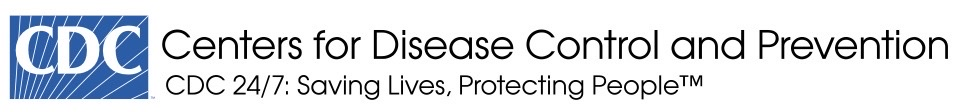 CDC Centers for Disease Control and Prevention
CDC 24/7: Saving Lives, Protecting People™